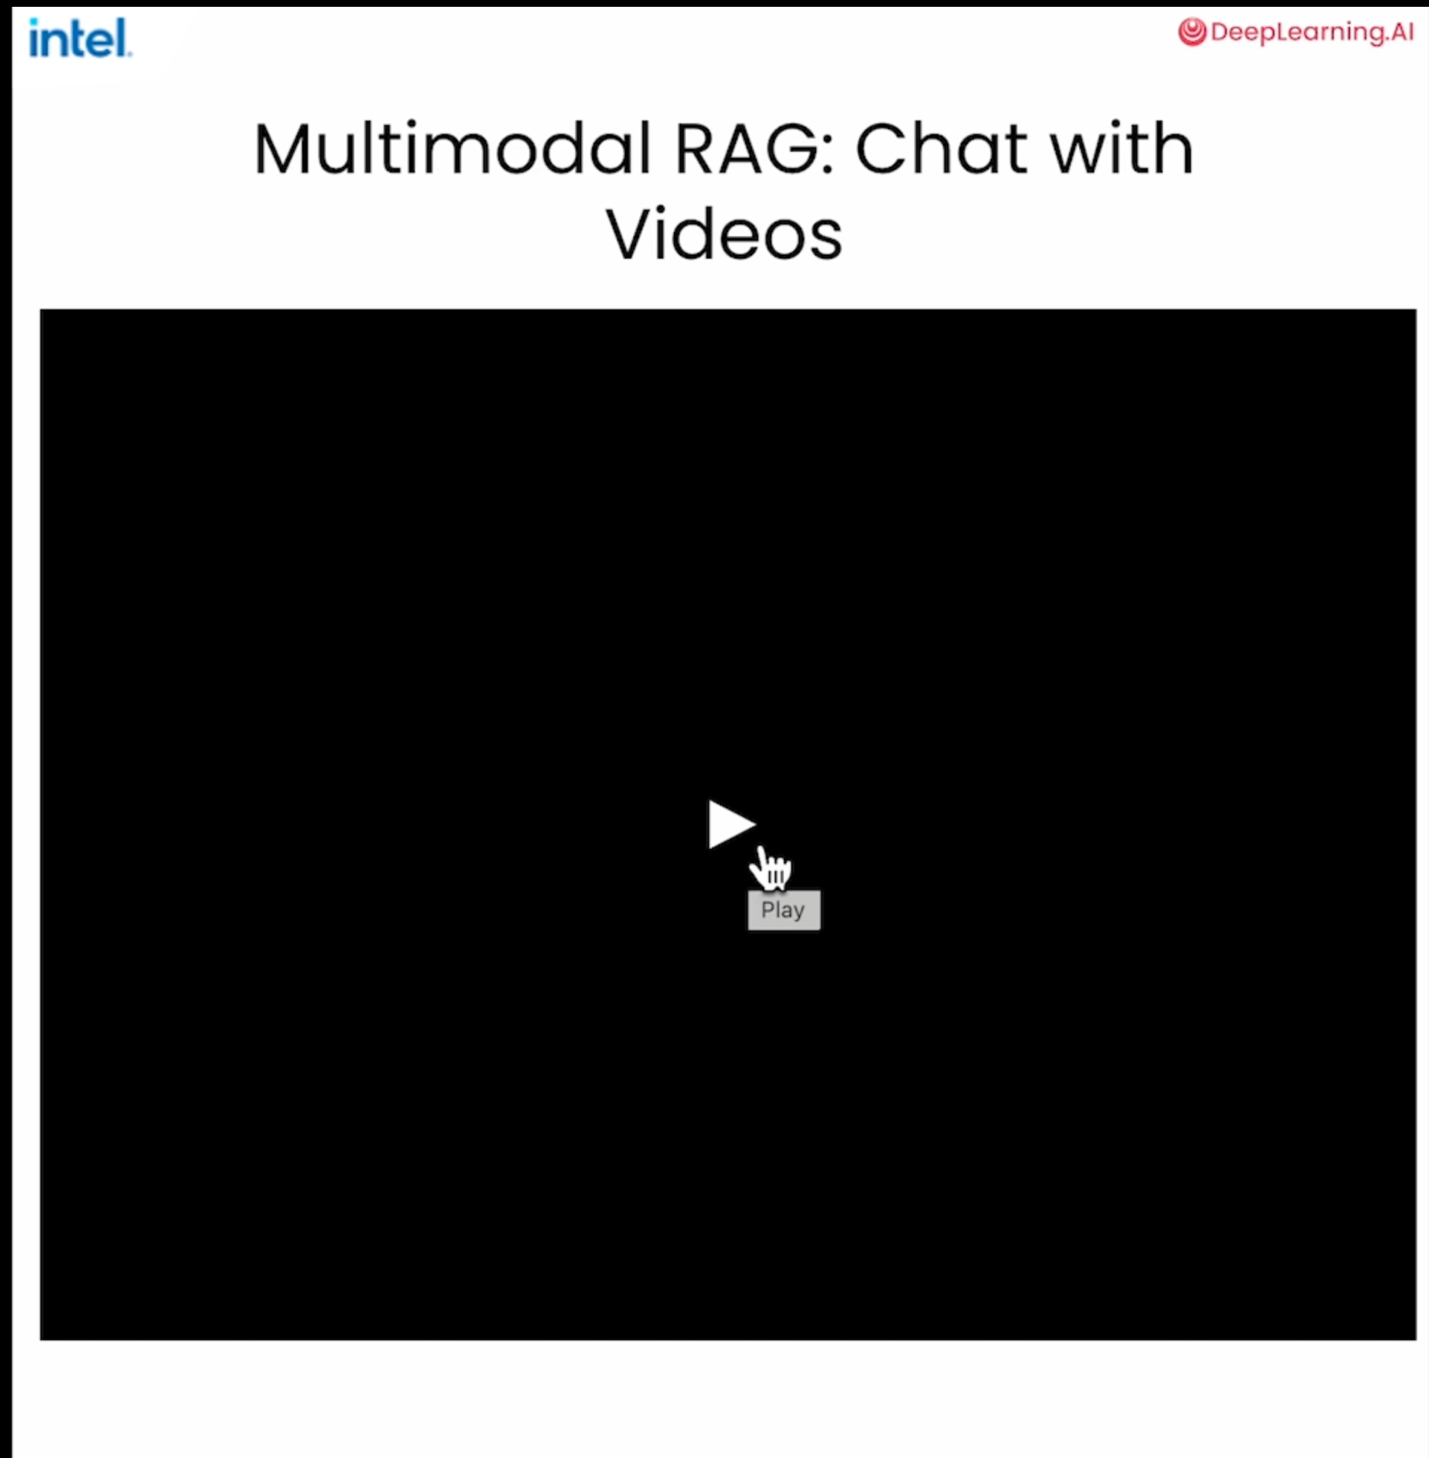 intel.
DeepLearning.AI
Multimodal RAG: Chat with
Videos
Play